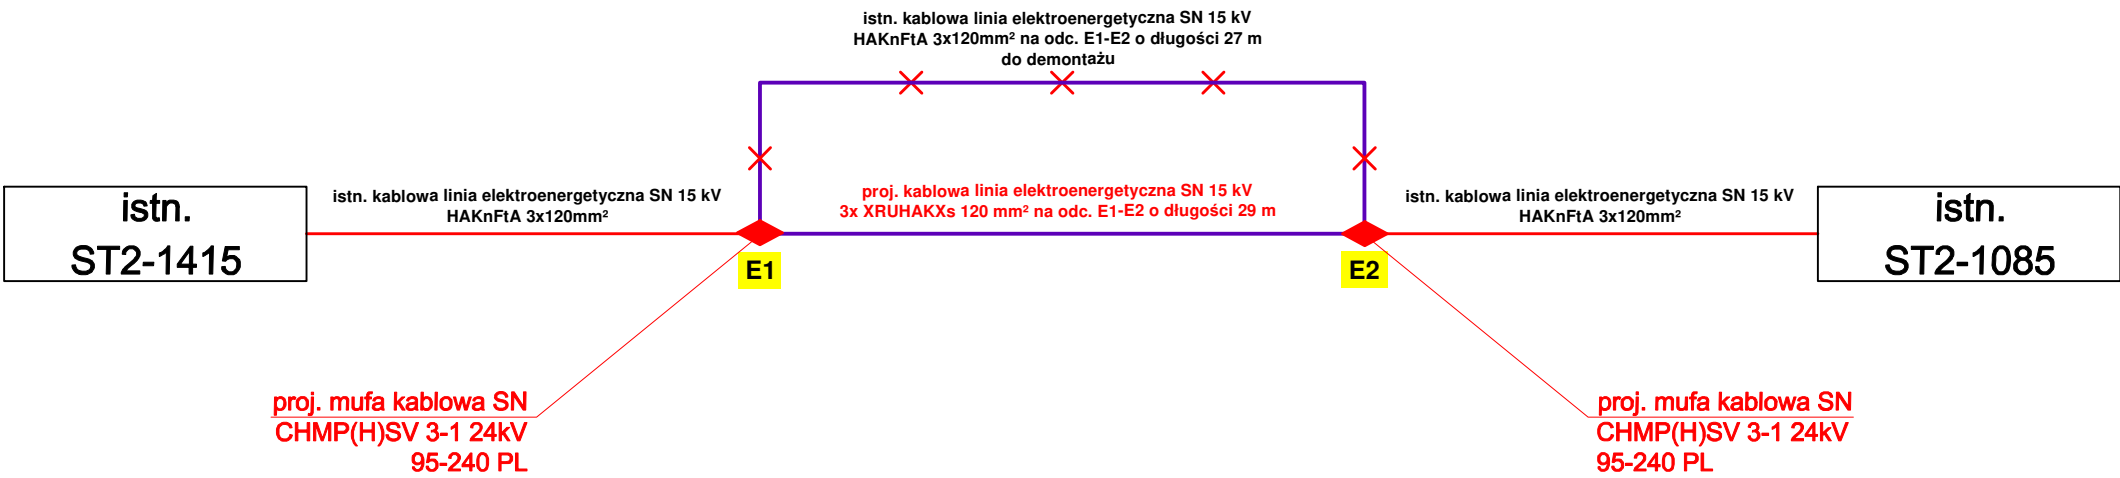 istn. kablowa linia elektroenergetyczna SN 15 kV
HAKnFtA 3x120mm² na odc. E1-E2 o długości 27 m
do demontażu
istn.
ST2-1415
istn. kablowa linia elektroenergetyczna SN 15 kV
HAKnFtA 3x120mm²
proj. kablowa linia elektroenergetyczna SN 15 kV
3x XRUHAKXs 120 mm² na odc. E1-E2 o długości 29 m
istn. kablowa linia elektroenergetyczna SN 15 kV
HAKnFtA 3x120mm²
istn.
ST2-1085
E1
E2
proj. mufa kablowa SN
CHMP(H)SV 3-1 24kV
95-240 PL
proj. mufa kablowa SN
CHMP(H)SV 3-1 24kV
95-240 PL